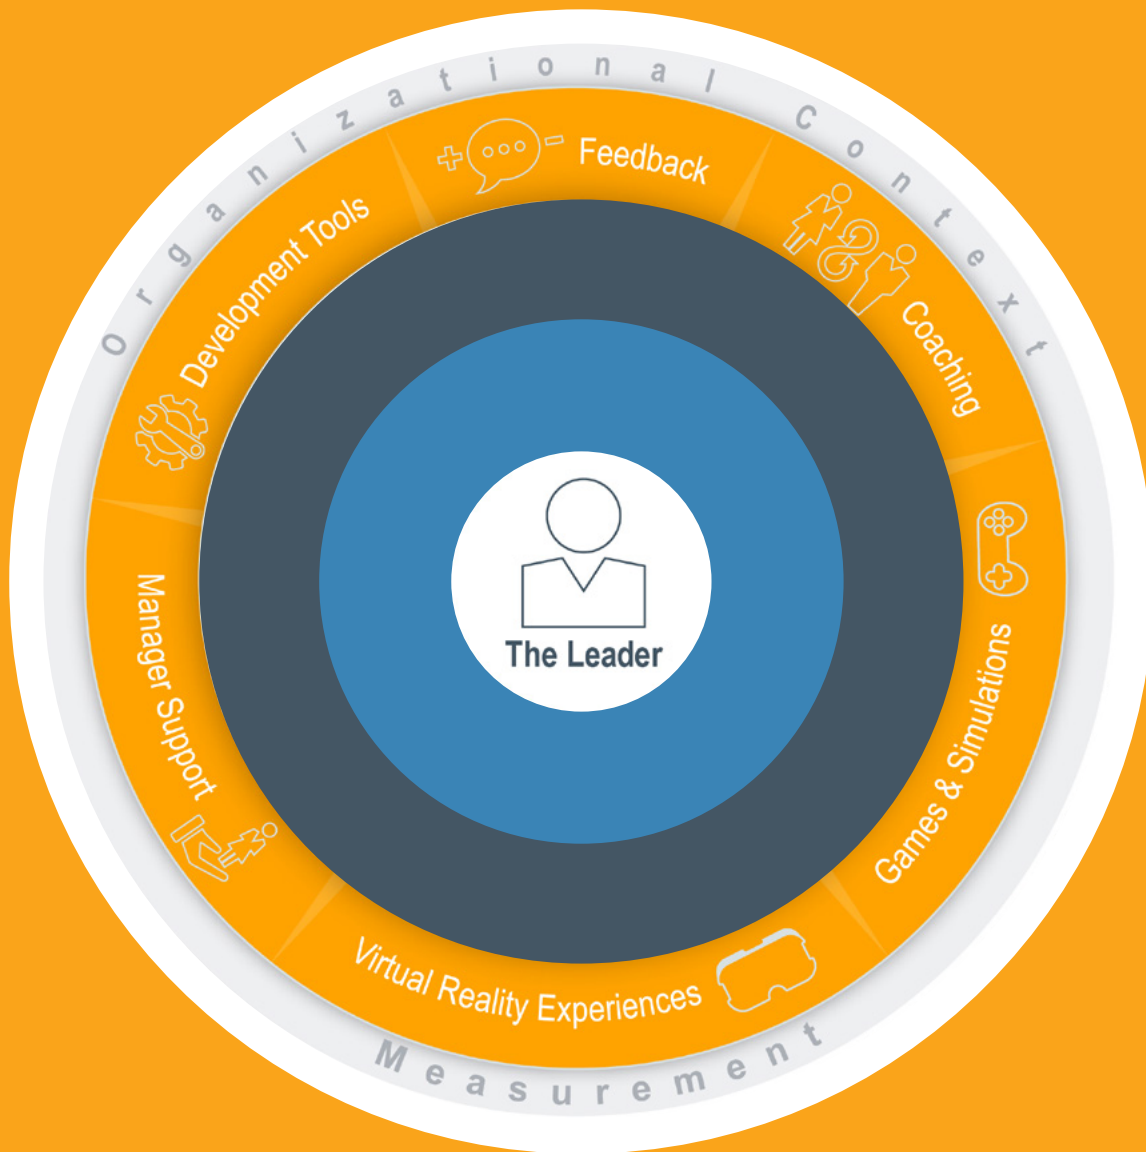 Organizational Context
Feedback
Coaching
Games & Simulations
Virtual Reality Experiences
Manager Support
Development Tools
The Leader
Measurement